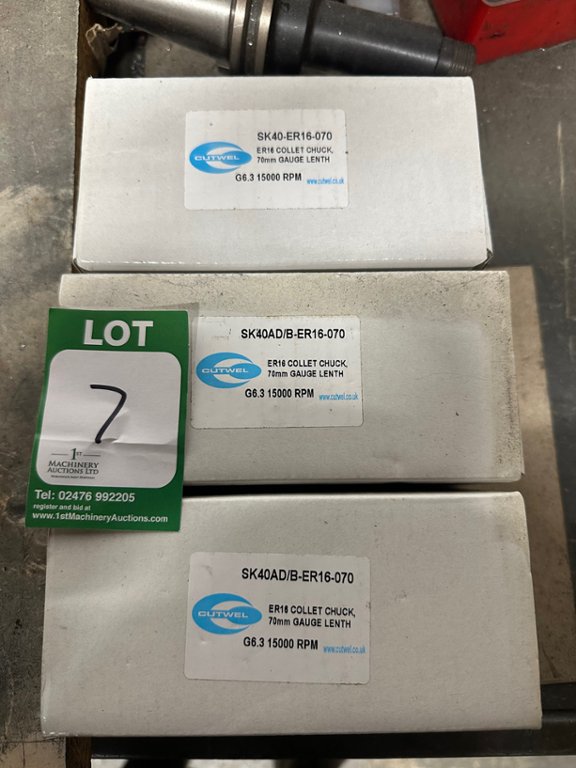 SK40-ER16-070
CUTWEL
ER16 COLLET CHUCK,
70mm GAUGE LENTH
G6.3 15000 RPM
www.cutwel.co.uk
SK40AD/B-ER16-070
CUTWEL
ER16 COLLET CHUCK,
70mm GAUGE LENTH
G6.3 15000 RPM
www.cutwel.co.uk
LOT
7
1ST
MACHINERY
AUCTIONS LTD
Tel: 02476 992205
register and bid at
www.1stMachineryAuctions.com
SK40AD/B-ER16-070
CUTWEL
ER16 COLLET CHUCK,
70mm GAUGE LENTH
G6.3 15000 RPM
www.cutwel.co.uk